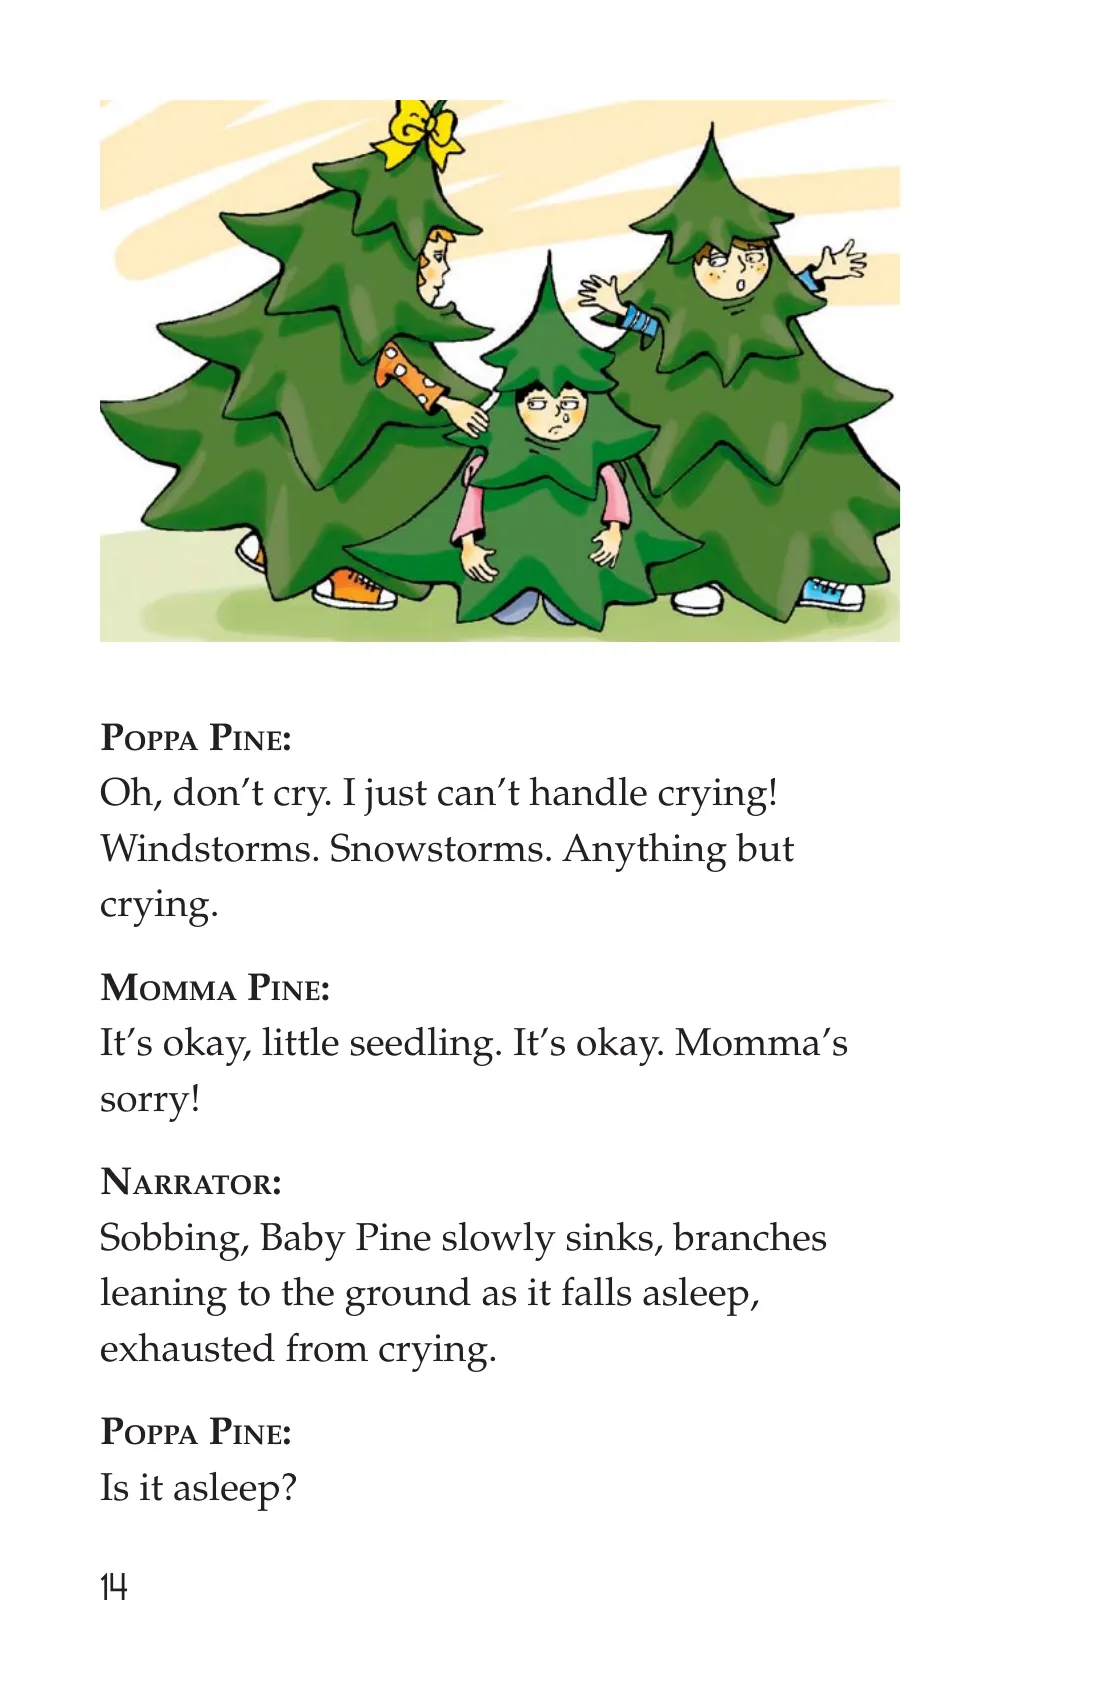 Poppa Pine:
Oh, don’t cry. I just can’t handle crying!
Windstorms. Snowstorms. Anything but
crying.
Momma Pine:
It’s okay, little seedling. It’s okay. Momma’s
sorry!
Narrator:
Sobbing, Baby Pine slowly sinks, branches
leaning to the ground as it falls asleep,
exhausted from crying.
Poppa Pine:
Is it asleep?
14